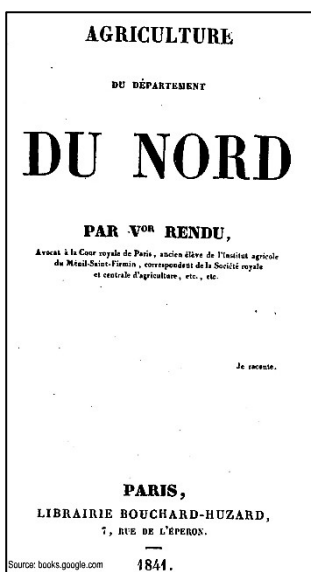 AGRICULTURE
DU DÉPARTEMENT
DU NORD
PAR VOR RENDU,
Avocat à la Cour royale de Paris, ancien élève de l'Institut agricole
du Ménil-Saint-Firmin, correspondant de la Société royale
et centrale d'agriculture, etc., etc.
Je raconte.
PARIS,
LIBRAIRIE BOUCHARD-HUZARD,
7, RUE DE L'ÉPERON.
1841.
Source: books.google.com